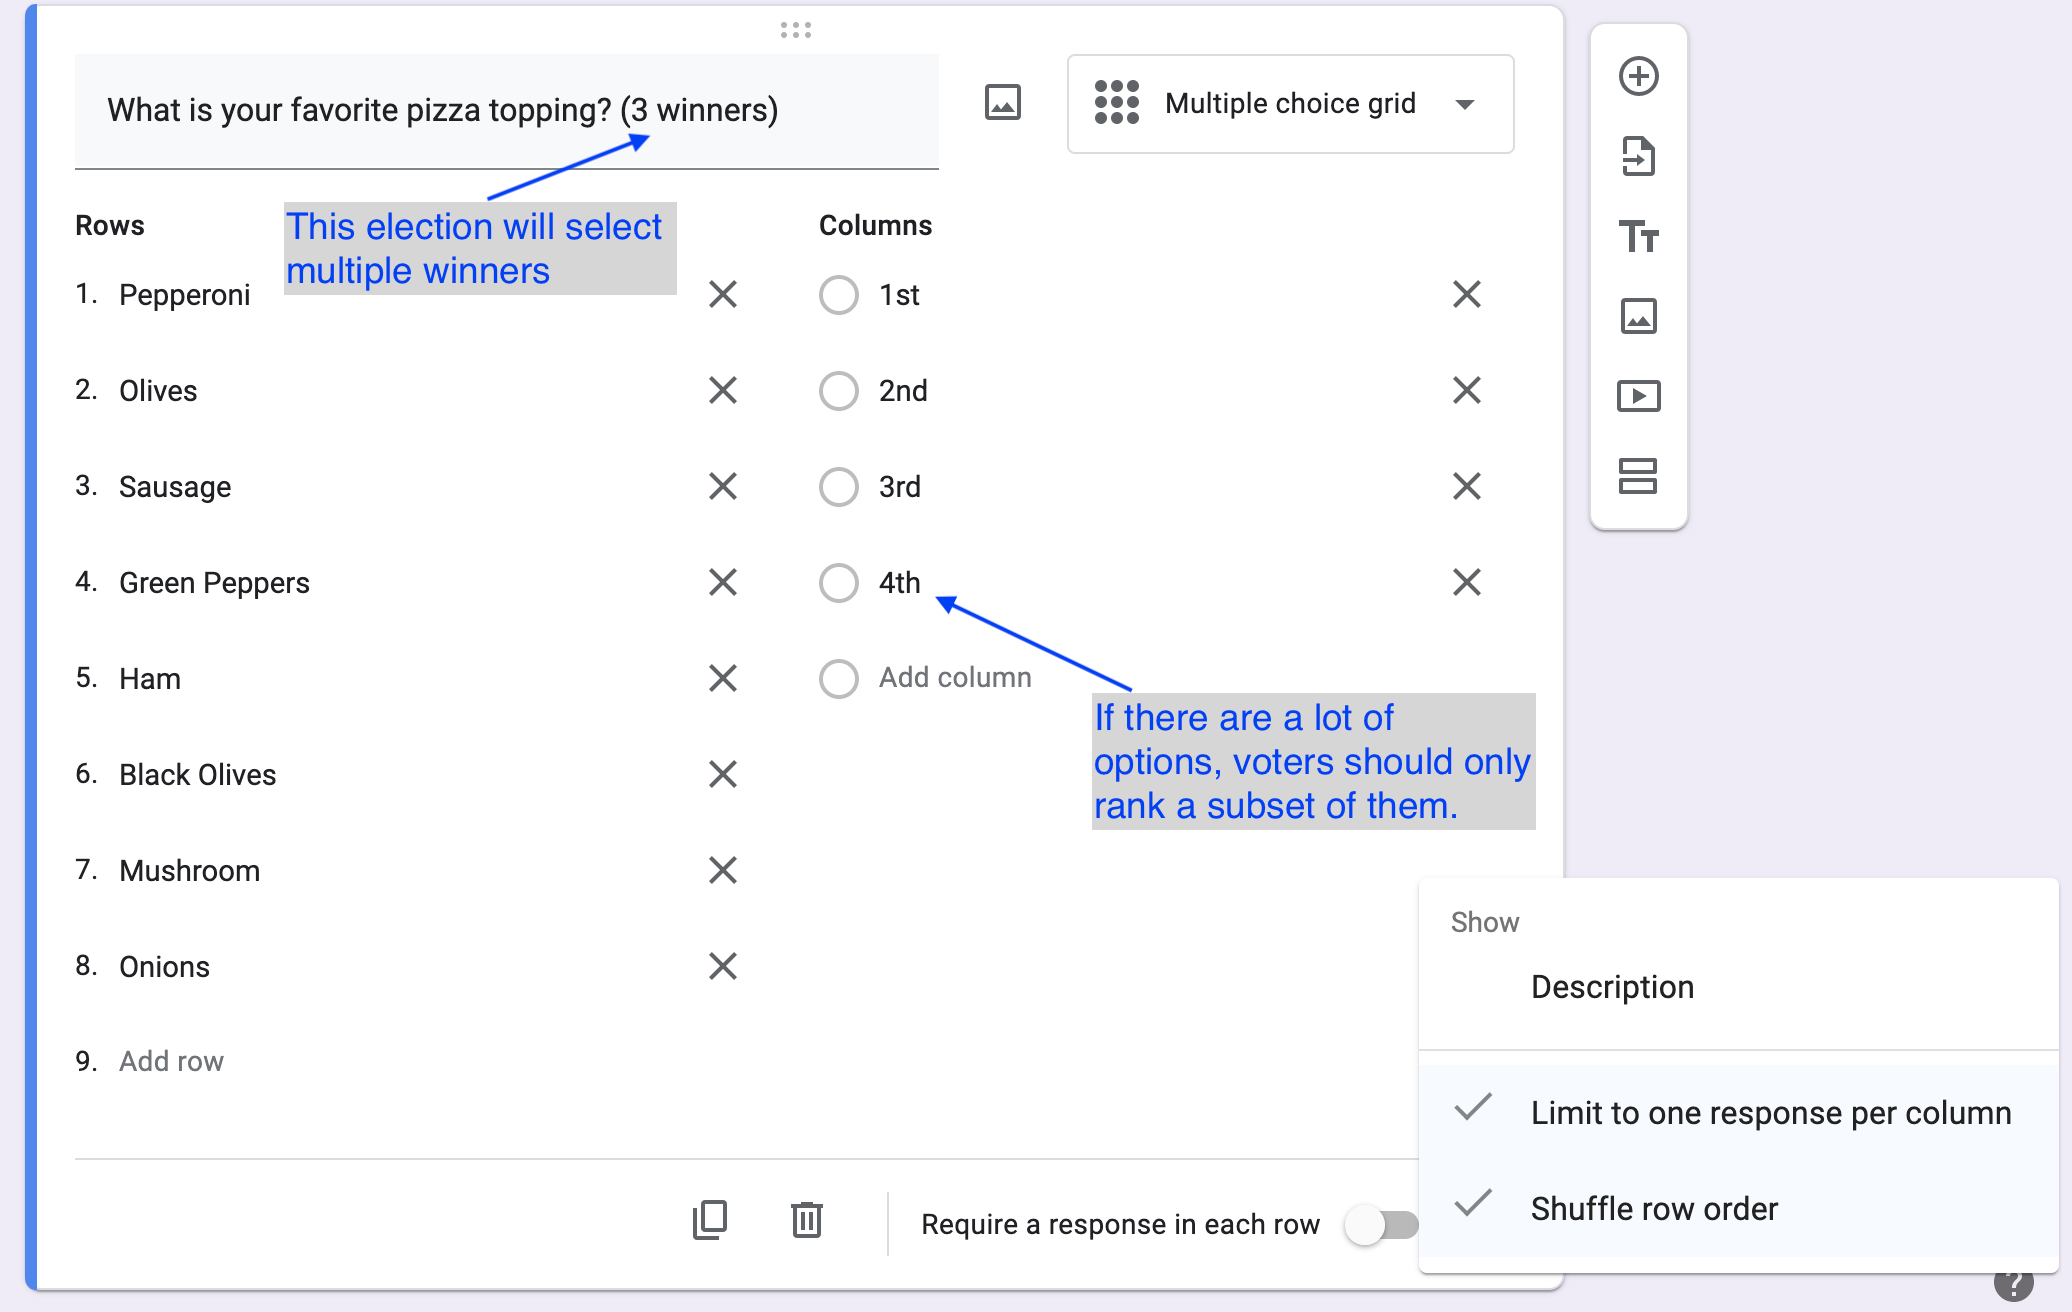 What is your favorite pizza topping? (3 winners)
Multiple choice grid
This election will select
multiple winners
Rows
Columns
1. Pepperoni
1st
2. Olives
2nd
3. Sausage
3rd
4. Green Peppers
4th
5. Ham
Add column
If there are a lot of
options, voters should only
rank a subset of them.
6. Black Olives
7. Mushroom
8. Onions
9. Add row
Show
Description
Limit to one response per column
Shuffle row order
Require a response in each row